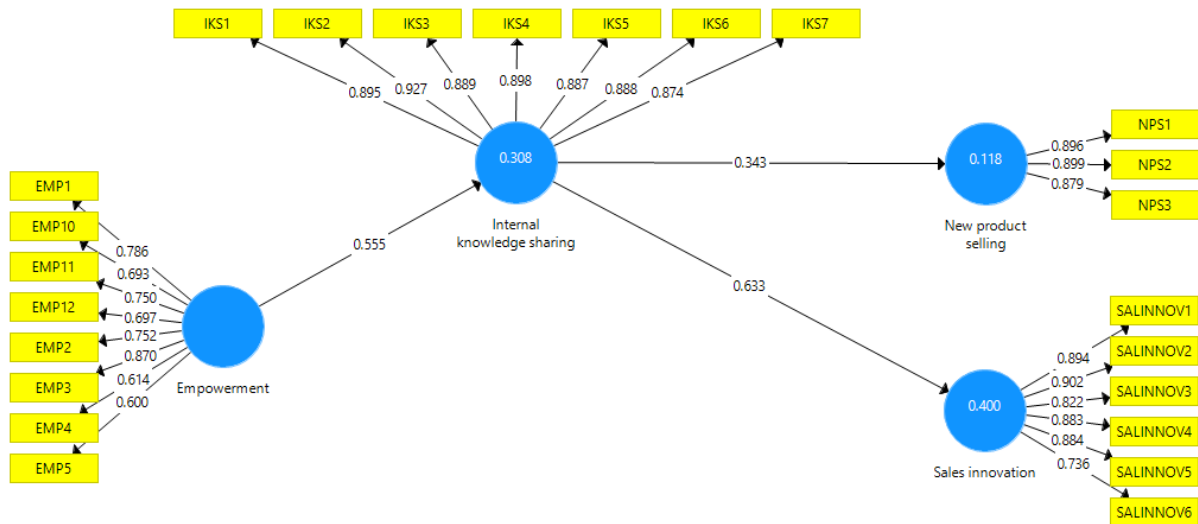 IKS1 IKS2 IKS3 IKS4 IKS5 IKS6 IKS7
0.895 0.927 0.889 0.898 0.887 0.888 0.874
0.308
Internal
knowledge sharing
EMP1
EMP10
EMP11
EMP12
EMP2
EMP3
EMP4
EMP5
0.786
0.693
0.750
0.697
0.752
0.870
0.614
0.600
Empowerment
0.555
0.343
0.633
0.118
New product
selling
0.896
0.899
0.879
NPS1
NPS2
NPS3
0.400
Sales innovation
0.894
0.902
0.822
0.883
0.884
0.736
SALINNOV1
SALINNOV2
SALINNOV3
SALINNOV4
SALINNOV5
SALINNOV6